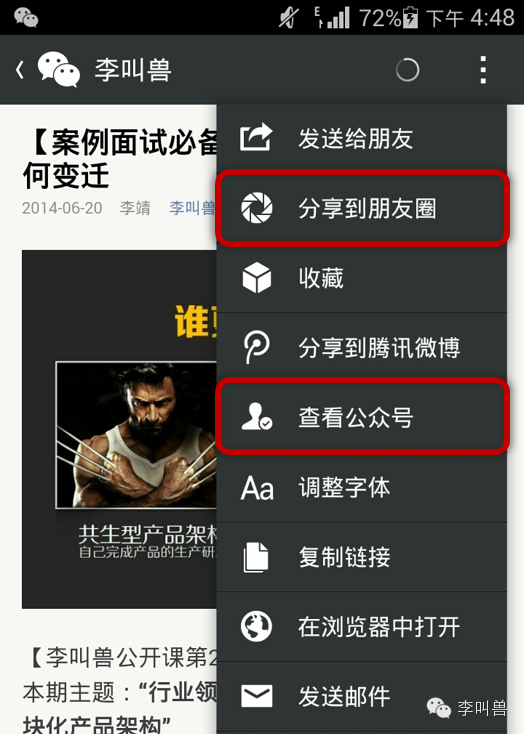 72% 下午 4:48
李叫兽
【案例面试必备
何变迁
2014-06-20 李靖 李叫兽
发送给朋友
分享到朋友圈
收藏
分享到腾讯微博
查看公众号
Aa 调整字体
复制链接
在浏览器中打开
发送邮件
谁
共生型产品架构
自己完成产品的生产研
【李叫兽公开课第2
本期主题：“行业领
块化产品架构”
李叫兽